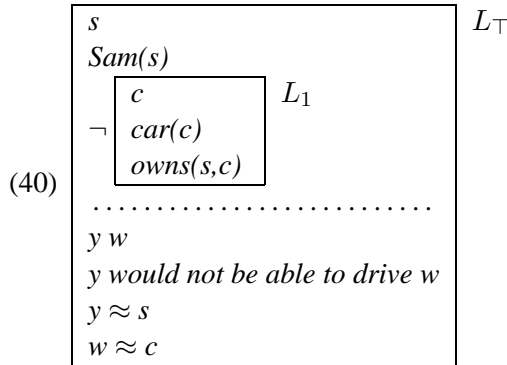 s L⊤
Sam(s)
c L1
¬ car(c)
owns(s,c)
(40)
. . . . . . . . . . . . . . . . . . . . . . . . . . .
y w
y would not be able to drive w
y ≈ s
w ≈ c